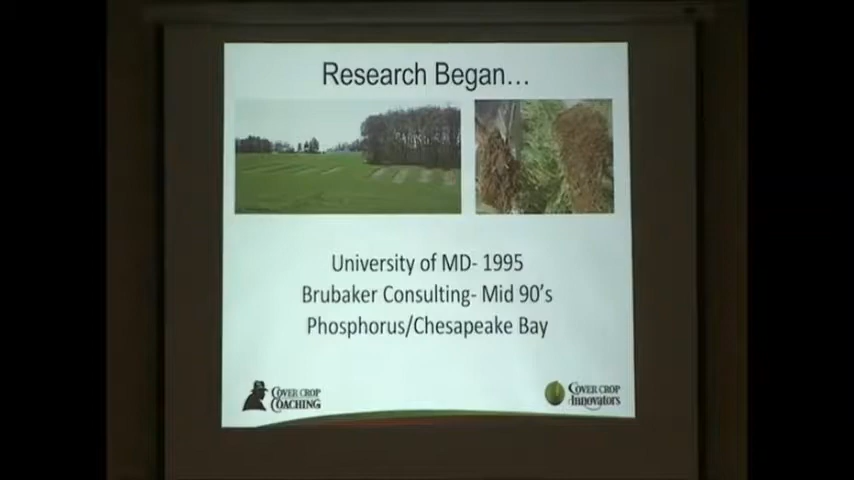 Research Began...
University of MD- 1995
Brubaker Consulting- Mid 90's
Phosphorus/Chesapeake Bay
COVER CROP
COACHING
COVER CROP
Innovators